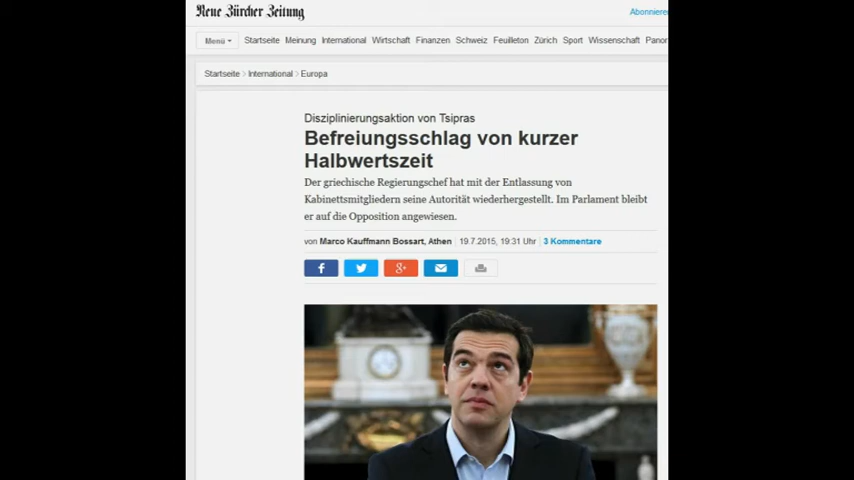 Neue Zürcher Zeitung
Abonnieren
Menü Startseite Meinung International Wirtschaft Finanzen Schweiz Feuilleton Zürich Sport Wissenschaft Panor
Startseite > International > Europa
Disziplinierungsaktion von Tsipras
Befreiungsschlag von kurzer
Halbwertszeit
Der griechische Regierungschef hat mit der Entlassung von
Kabinettsmitgliedern seine Autorität wiederhergestellt. Im Parlament bleibt
er auf die Opposition angewiesen.
von Marco Kauffmann Bossart, Athen | 19.7.2015, 19:31 Uhr | 3 Kommentare
f g+